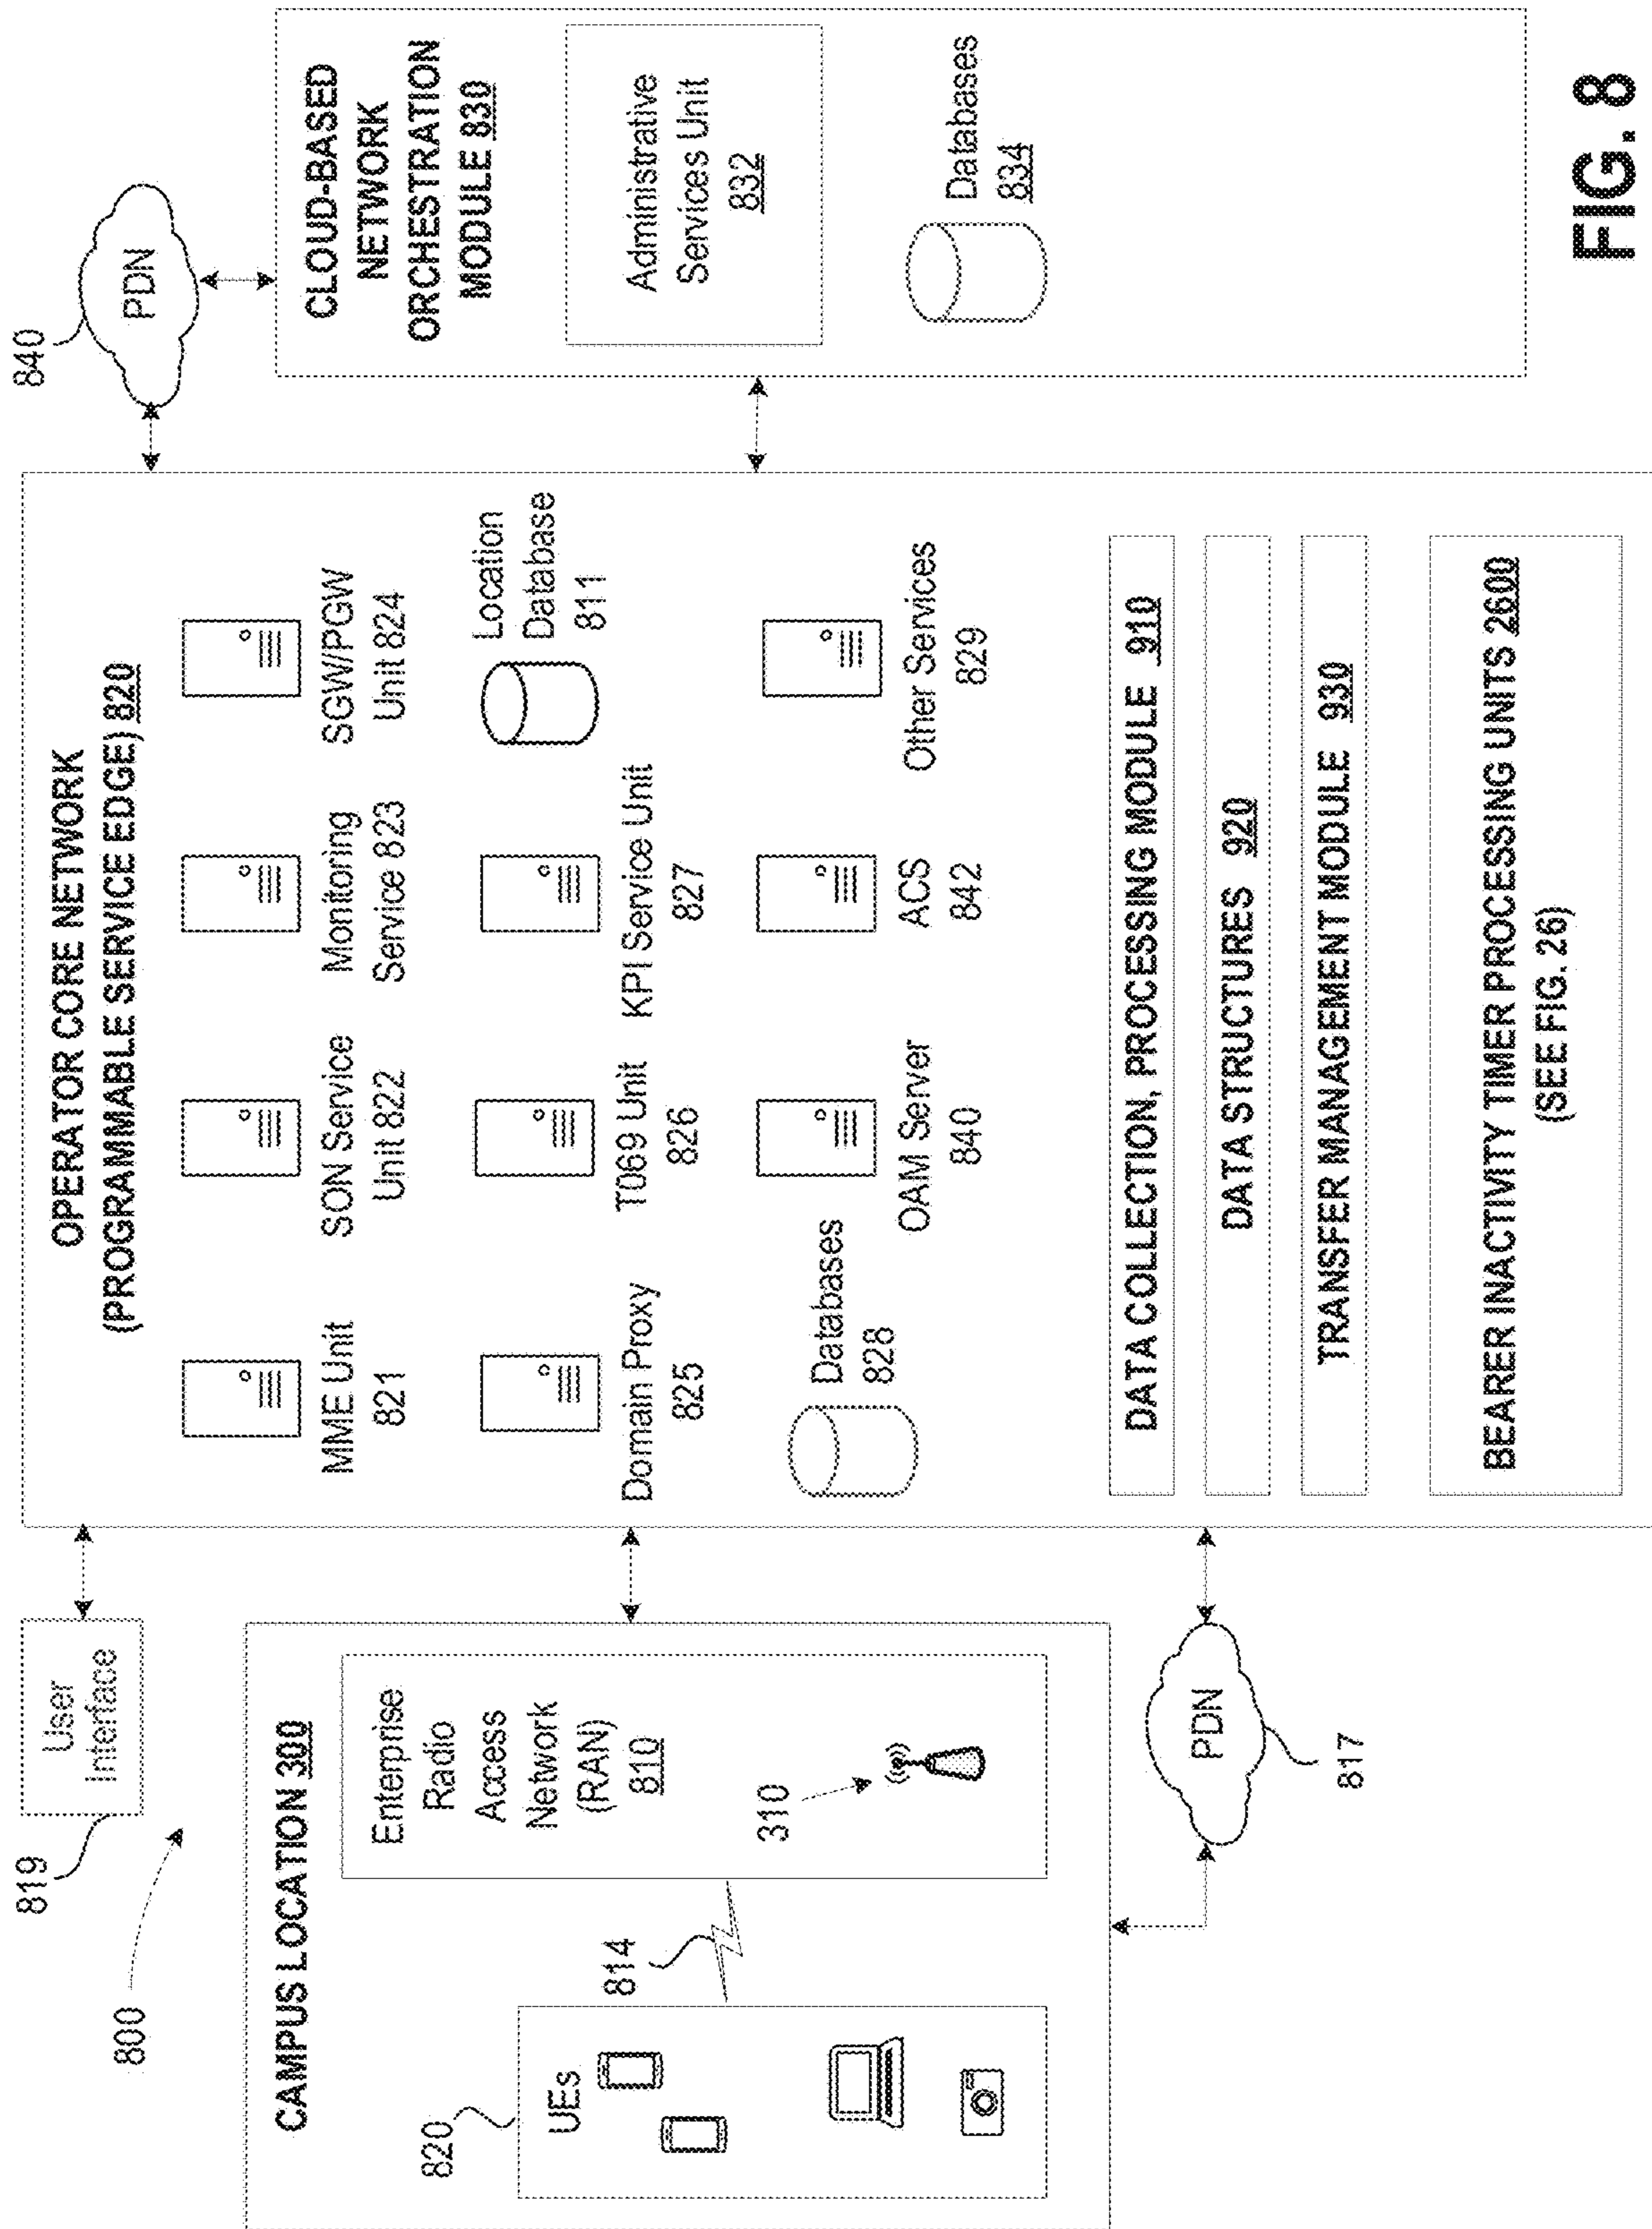 819
User
Interface
800
CAMPUS LOCATION 300
820
UEs
814
Enterprise
Radio
Access
Network
(RAN)
810
310
PDN
817
OPERATOR CORE NETWORK
(PROGRAMMABLE SERVICE EDGE) 820
MME Unit
821
SON Service
Unit 822
Monitoring
Service 823
SGW/PGW
Unit 824
Domain Proxy
825
T069 Unit
826
KPI Service Unit
827
Location
Database
811
Databases
828
OAM Server
840
ACS
842
Other Services
829
DATA COLLECTION, PROCESSING MODULE 910
DATA STRUCTURES 920
TRANSFER MANAGEMENT MODULE 930
BEARER INACTIVITY TIMER PROCESSING UNITS 2600
(SEE FIG. 26)
840
PDN
CLOUD-BASED
NETWORK
ORCHESTRATION
MODULE 830
Administrative
Services Unit
832
Databases
834
FIG. 8